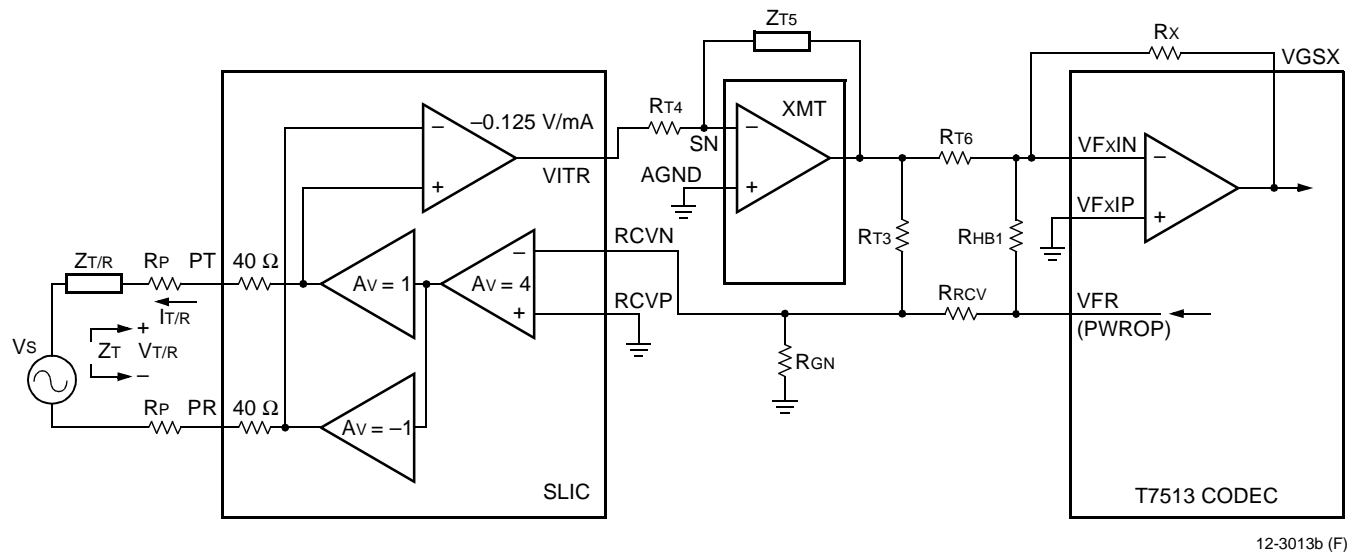 ZT5
RX
VGSX
–0.125 V/mA
XMT
RT4
SN
RT6
VFXIN
VITR
AGND
VFXIP
RT3
RHB1
RCVN
ZT/R
RP
PT
40 Ω
AV = 1
AV = 4
RCVP
RRCV
VFR
(PWROP)
IT/R
VS
ZT
+
VT/R
–
RGN
RP
PR
40 Ω
AV = –1
SLIC
T7513 CODEC
12-3013b (F)
−
+
−
+
−
+
−
+